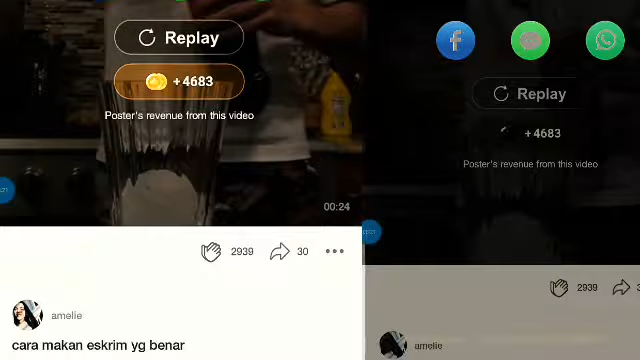 Replay
+4683
Poster's revenue from this video
00:24
2939
30
amelie
cara makan eskrim yg benar
Replay
+4683
Poster's revenue from this video
2939
amelie